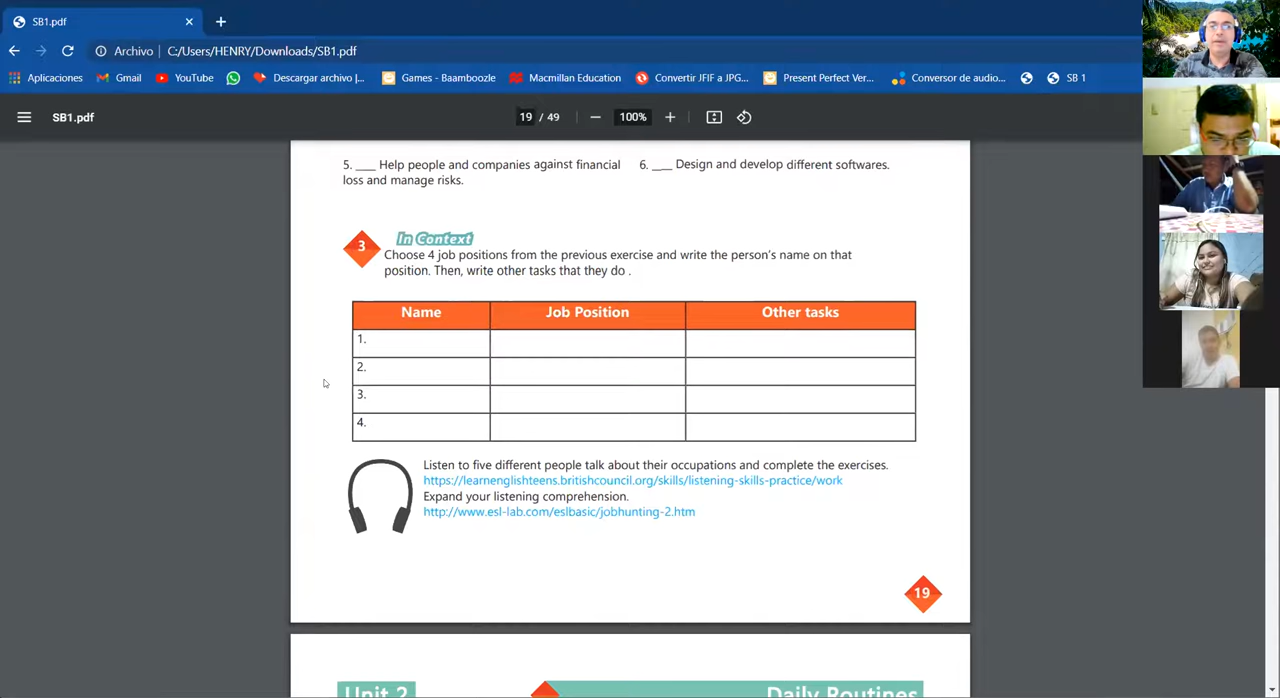 SB1.pdf
Archivo C:/Users/HENRY/Downloads/SB1.pdf
Aplicaciones Gmail YouTube Descargar archivo |... Games - Baamboozle Macmillan Education Convertir JFIF a JPG... Present Perfect Ver... Conversor de audio... SB 1
SB1.pdf 19 / 49 100%
5. ___ Help people and companies against financial
loss and manage risks.
6. ___ Design and develop different softwares.
3 In Context
Choose 4 job positions from the previous exercise and write the person's name on that
position. Then, write other tasks that they do .
Name Job Position Other tasks
1.
2.
3.
4.
Listen to five different people talk about their occupations and complete the exercises.
https://learnenglishteens.britishcouncil.org/skills/listening-skills-practice/work
Expand your listening comprehension.
http://www.esl-lab.com/eslbasic/jobhunting-2.htm
19
Unit 2 Daily Routines